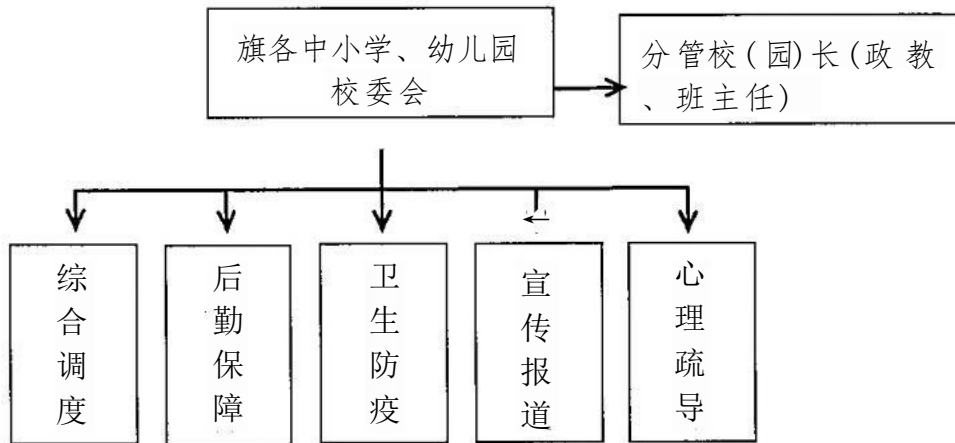 旗各中小学、幼儿园
校委会
分管校(园)长(政教
、班主任)
综合调度
后勤保障
卫生防疫
宣传报道
心理疏导